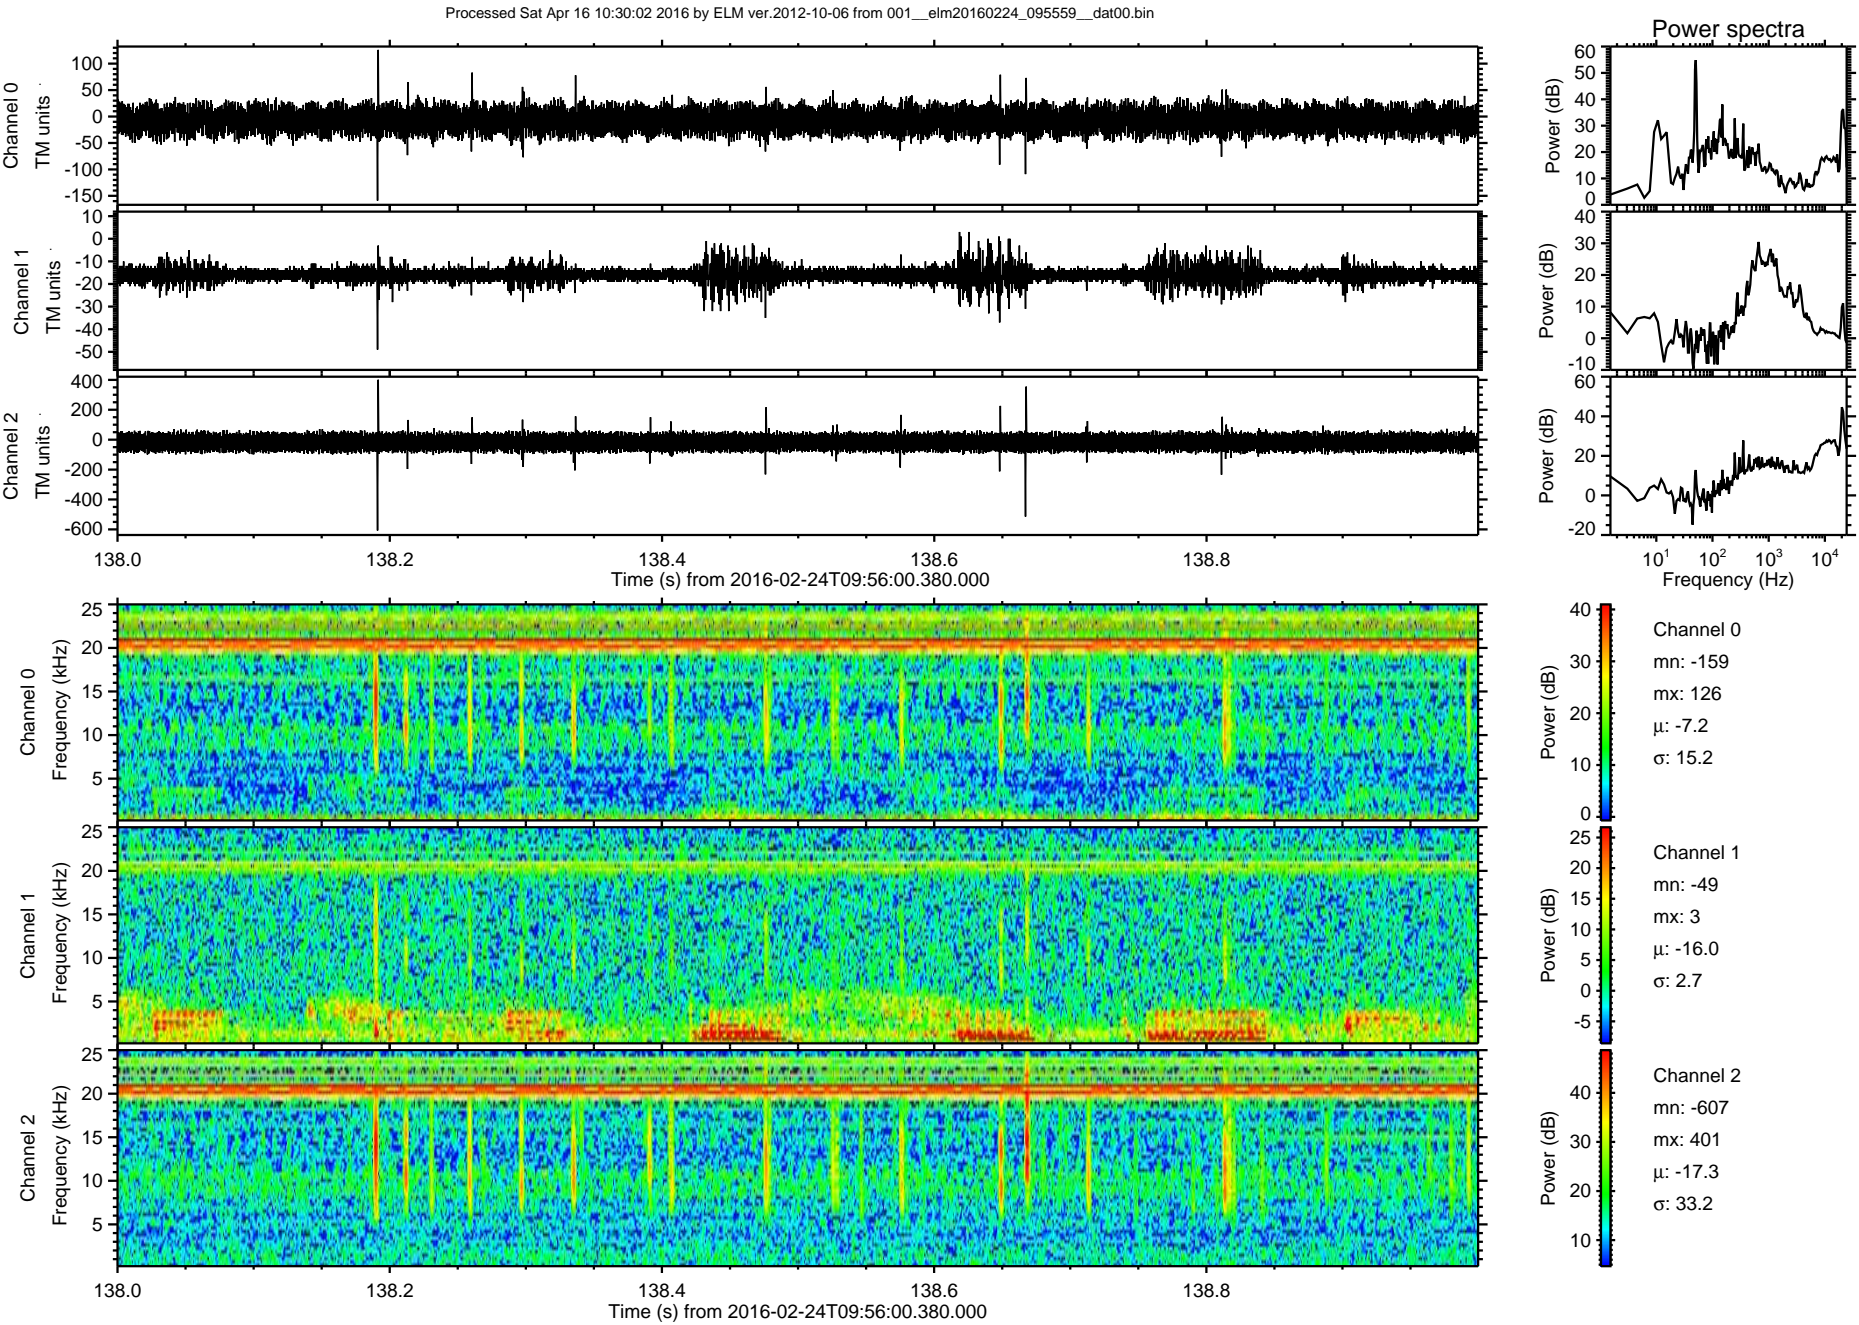 Processed Sat Apr 16 10:30:02 2016 by ELM ver.2012-10-06 from 001__elm20160224_095559__dat00.bin
Power spectra
Channel 0
TM units
100
50
0
-50
-100
-150
Power (dB)
60
50
40
30
20
10
0
Channel 1
TM units
10
0
-10
-20
-30
-40
-50
Power (dB)
40
30
20
10
0
-10
Channel 2
TM units
400
200
0
-200
-400
-600
Power (dB)
60
40
20
0
-20
138.0 138.2 138.4 138.6 138.8
Time (s) from 2016-02-24T09:56:00.380.000
10¹ 10² 10³ 10⁴
Frequency (Hz)
Channel 0
Frequency (kHz)
25
20
15
10
5
Power (dB)
40
30
20
10
0
Channel 0
mn: -159
mx: 126
μ: -7.2
σ: 15.2
Channel 1
Frequency (kHz)
25
20
15
10
5
Power (dB)
25
20
15
10
5
0
-5
Channel 1
mn: -49
mx: 3
μ: -16.0
σ: 2.7
Channel 2
Frequency (kHz)
25
20
15
10
5
Power (dB)
40
30
20
10
Channel 2
mn: -607
mx: 401
μ: -17.3
σ: 33.2
138.0 138.2 138.4 138.6 138.8
Time (s) from 2016-02-24T09:56:00.380.000